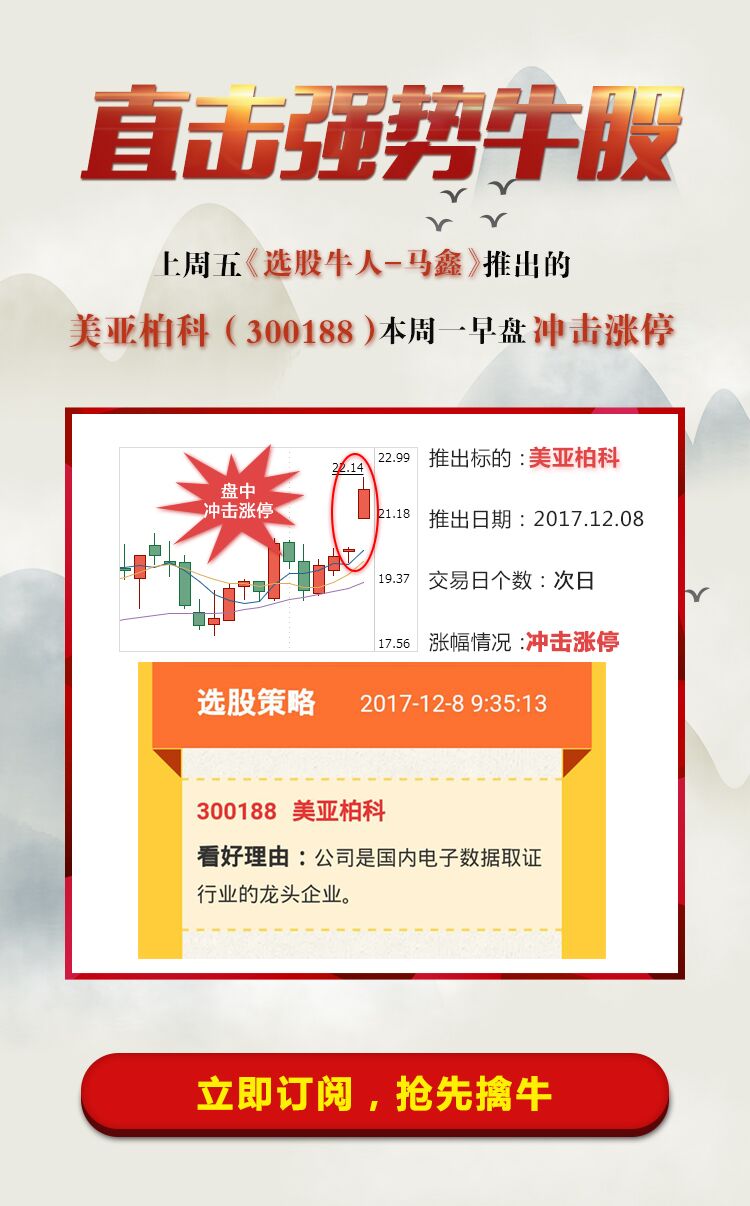 直击强势牛股
上周五《选股牛人-马鑫》推出的
美亚柏科（300188）本周一早盘 冲击涨停
22.14
22.99
盘中
冲击涨停
21.18
19.37
17.56
推出标的：美亚柏科
推出日期：2017.12.08
交易日个数：次日
涨幅情况：冲击涨停
选股策略 2017-12-8 9:35:13
300188 美亚柏科
看好理由：公司是国内电子数据取证
行业的龙头企业。
立即订阅，抢先擒牛